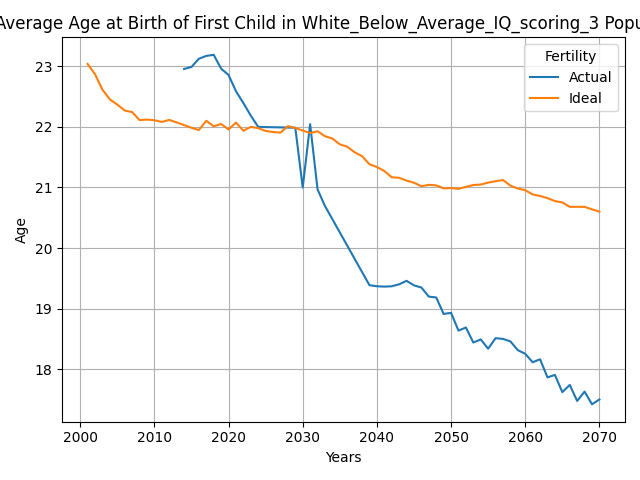 Average Age at Birth of First Child in White_Below_Average_IQ_scoring_3
Fertility
Actual
Ideal
23
22
21
20
19
18
Age
2000 2010 2020 2030 2040 2050 2060 2070
Years